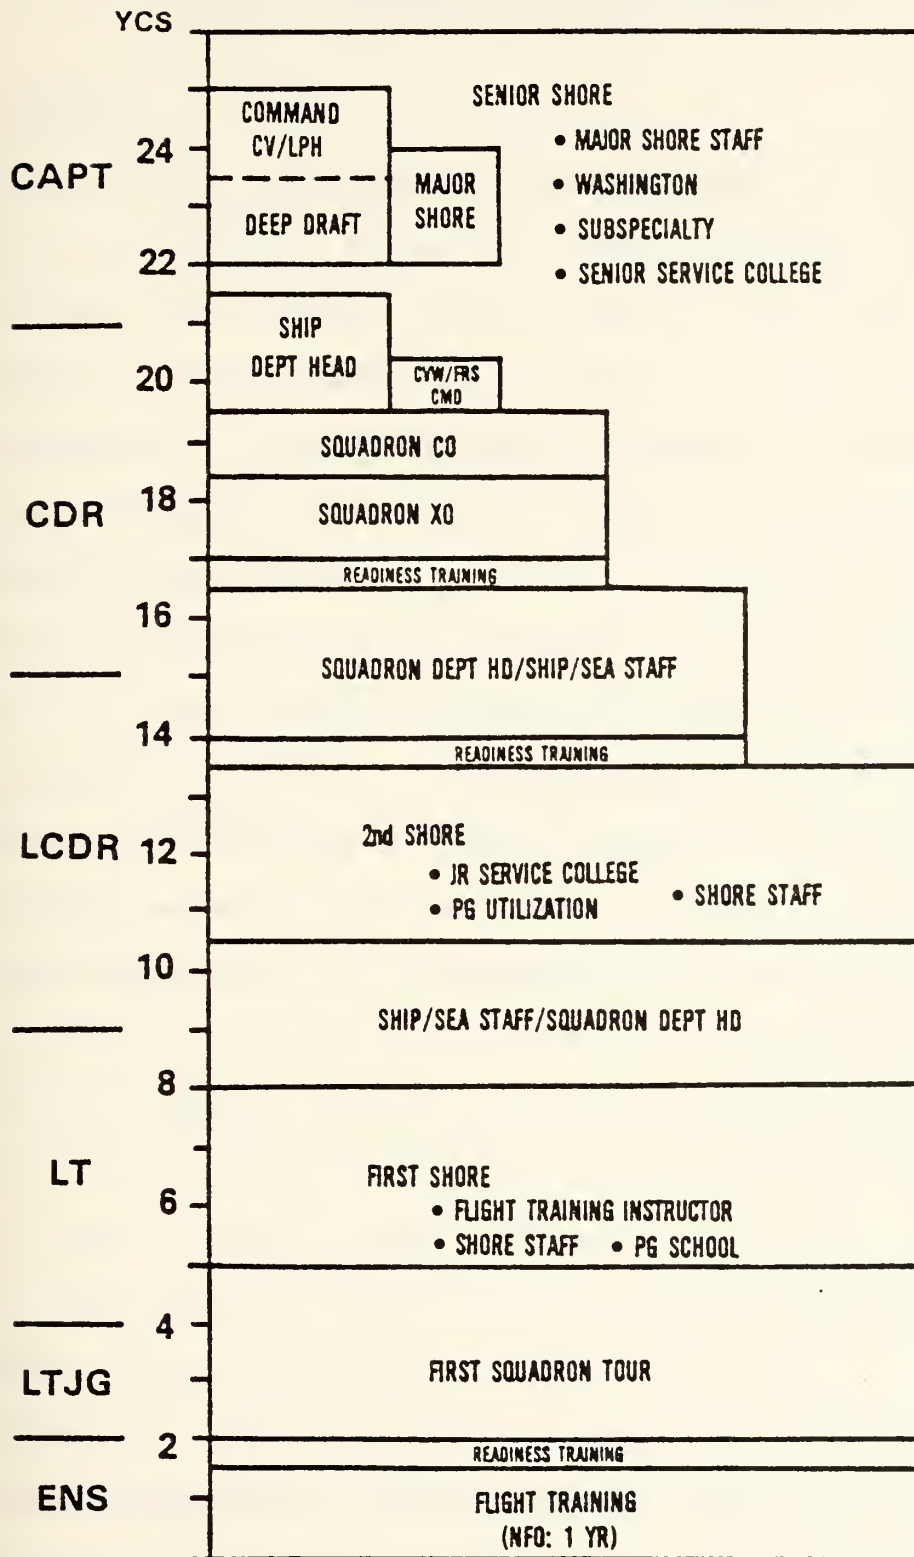 YCS
COMMAND
CV/LPH
DEEP DRAFT
MAJOR
SHORE
SENIOR SHORE
• MAJOR SHORE STAFF
• WASHINGTON
• SUBSPECIALTY
• SENIOR SERVICE COLLEGE
24
CAPT
22
SHIP
DEPT HEAD
CVW/FRS
CMD
20
SQUADRON CO
18
CDR
SQUADRON XO
READINESS TRAINING
16
SQUADRON DEPT HD/SHIP/SEA STAFF
14
READINESS TRAINING
LCDR
12
2nd SHORE
• JR SERVICE COLLEGE
• PG UTILIZATION
• SHORE STAFF
10
SHIP/SEA STAFF/SQUADRON DEPT HD
8
LT
6
FIRST SHORE
• FLIGHT TRAINING INSTRUCTOR
• SHORE STAFF • PG SCHOOL
4
LTJG
FIRST SQUADRON TOUR
2
READINESS TRAINING
ENS
FLIGHT TRAINING
(NFO: 1 YR)